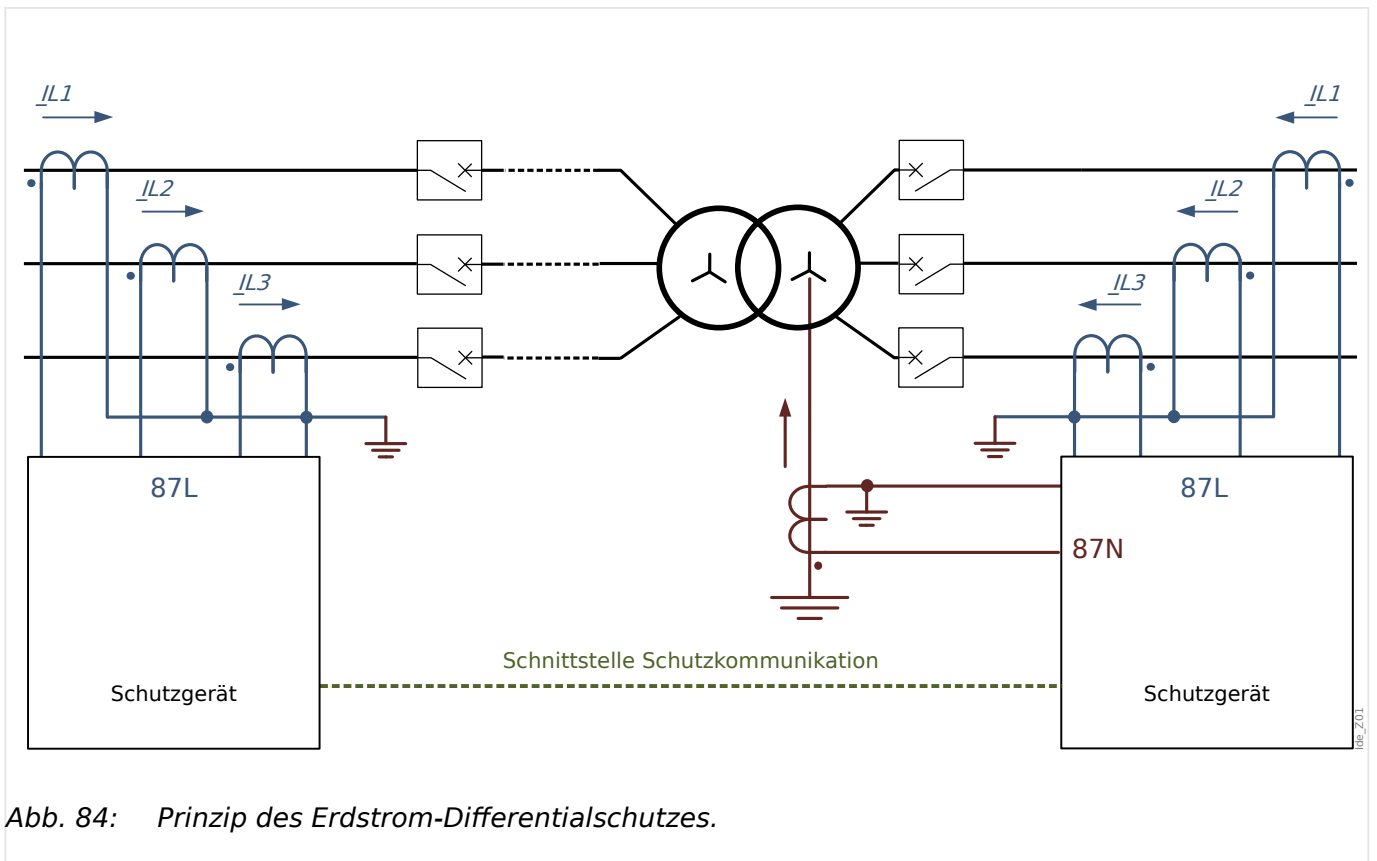 IL1
IL1
IL2
IL2
IL3
IL3
87L
87L
87N
Schnittstelle Schutzkommunikation
Schutzgerät
Schutzgerät
ide_Z01
Abb. 84: Prinzip des Erdstrom-Differentialschutzes.